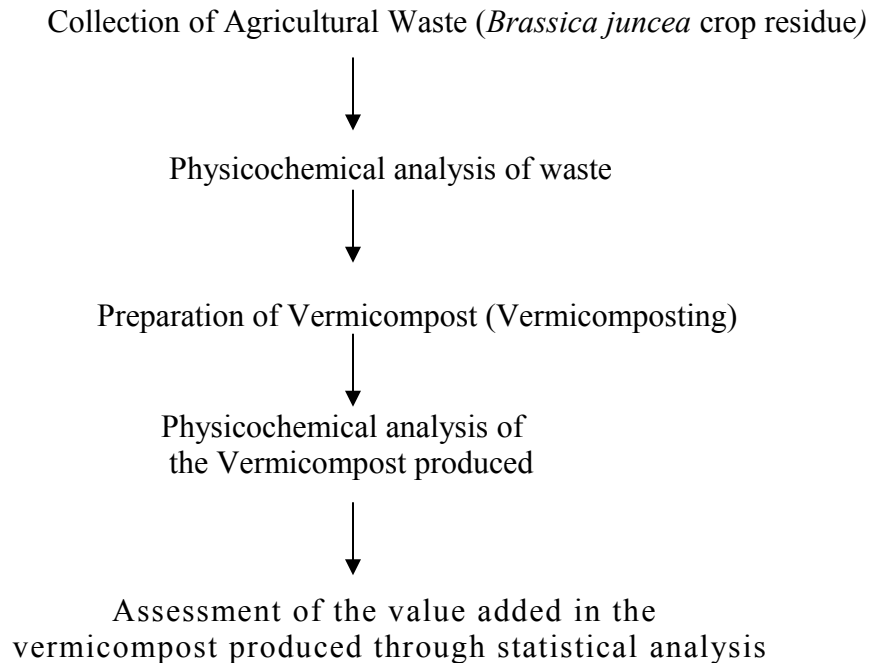 Collection of Agricultural Waste (Brassica juncea crop residue)
Physicochemical analysis of waste
Preparation of Vermicompost (Vermicomposting)
Physicochemical analysis of
the Vermicompost produced
Assessment of the value added in the
vermicompost produced through statistical analysis